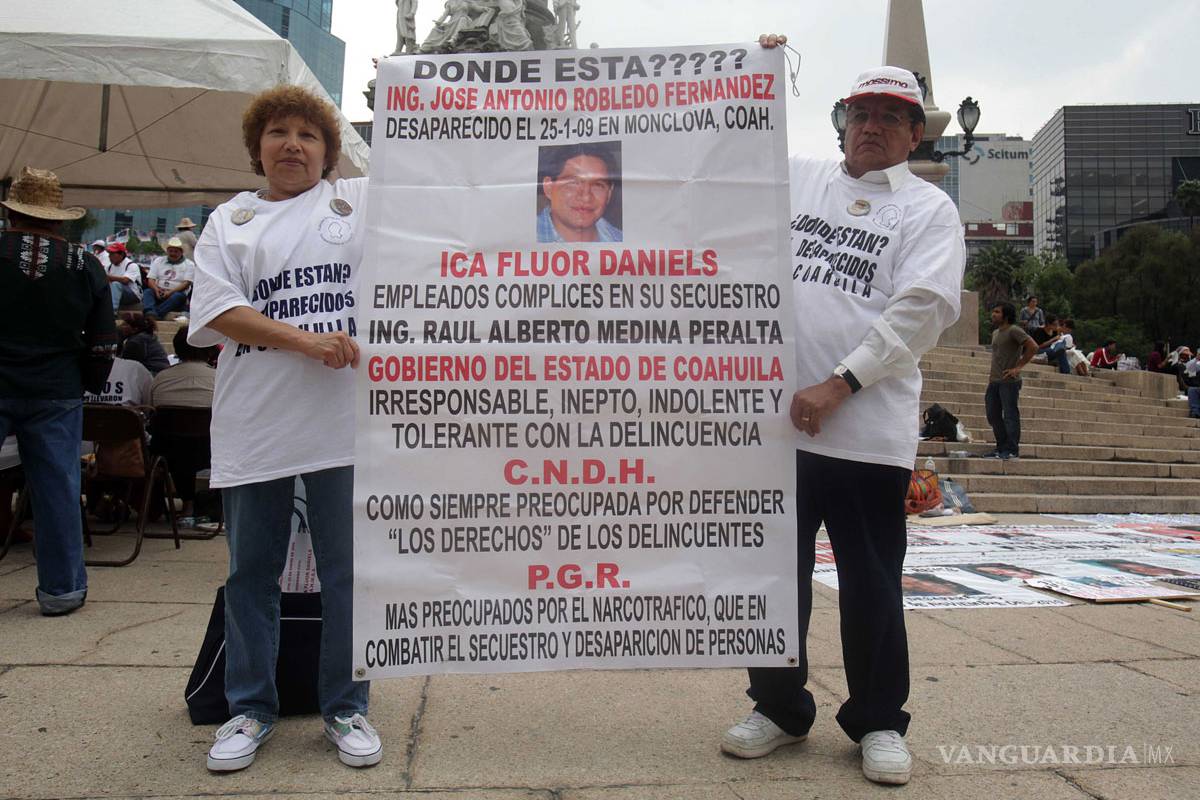 DONDE ESTA?????
ING. JOSE ANTONIO ROBLEDO FERNANDEZ
DESAPARECIDO EL 25-1-09 EN MONCLOVA, COAH.
ICA FLUOR DANIELS
EMPLEADOS COMPLICES EN SU SECUESTRO
ING. RAUL ALBERTO MEDINA PERALTA
GOBIERNO DEL ESTADO DE COAHUILA
IRRESPONSABLE, INEPTO, INDOLENTE Y
TOLERANTE CON LA DELINCUENCIA
C.N.D.H.
COMO SIEMPRE PREOCUPADA POR DEFENDER
“LOS DERECHOS” DE LOS DELINCUENTES
P.G.R.
MAS PREOCUPADOS POR EL NARCOTRAFICO, QUE EN
COMBATIR EL SECUESTRO Y DESAPARICION DE PERSONAS
¿DONDE ESTAN?
DESAPARECIDOS
COAHUILA
DONDE ESTAN?
massimo
Scitum
VANGUARDIA|MX